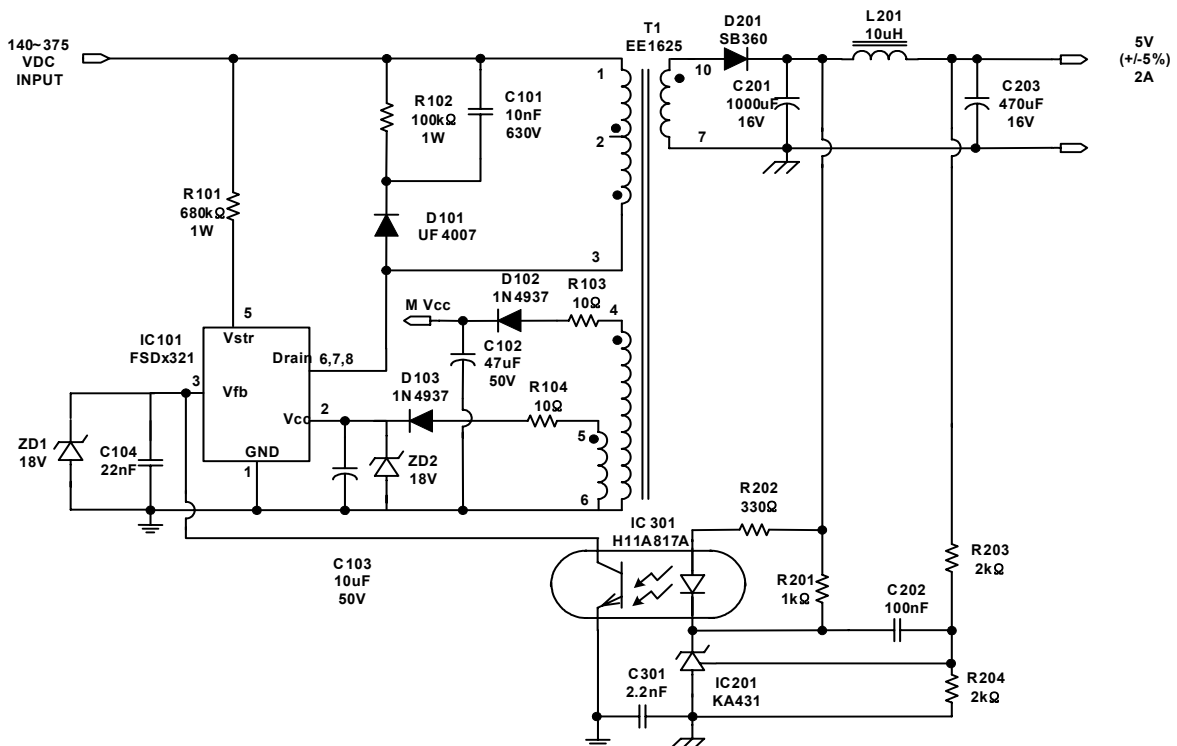 140~375
VDC
INPUT
T1
EE1625
D201
SB360
L201
10uH
5V
(+/-5%)
2A
1
2
3
10
7
R102
100kΩ
1W
C101
10nF
630V
C201
1000uF
16V
C203
470uF
16V
R101
680kΩ
1W
D101
UF4007
M Vcc
D102
1N4937
R103
10Ω
4
C102
47uF
50V
IC101
FSDx321
5
Vstr
Drain
6,7,8
3
Vfb
Vcc
2
GND
1
D103
1N4937
R104
10Ω
5
6
ZD1
18V
C104
22nF
ZD2
18V
C103
10uF
50V
IC301
H11A817A
R202
330Ω
R201
1kΩ
C202
100nF
R203
2kΩ
R204
2kΩ
C301
2.2nF
IC201
KA431